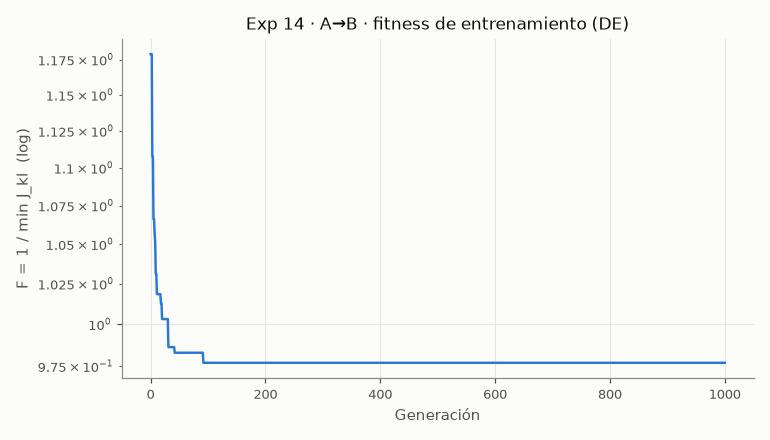 Exp 14 · A→B · fitness de entrenamiento (DE)
F = 1 / min J_kl (log)
1.175 × 10⁰
1.15 × 10⁰
1.125 × 10⁰
1.1 × 10⁰
1.075 × 10⁰
1.05 × 10⁰
1.025 × 10⁰
10⁰
9.75 × 10⁻¹
0 200 400 600 800 1000
Generación